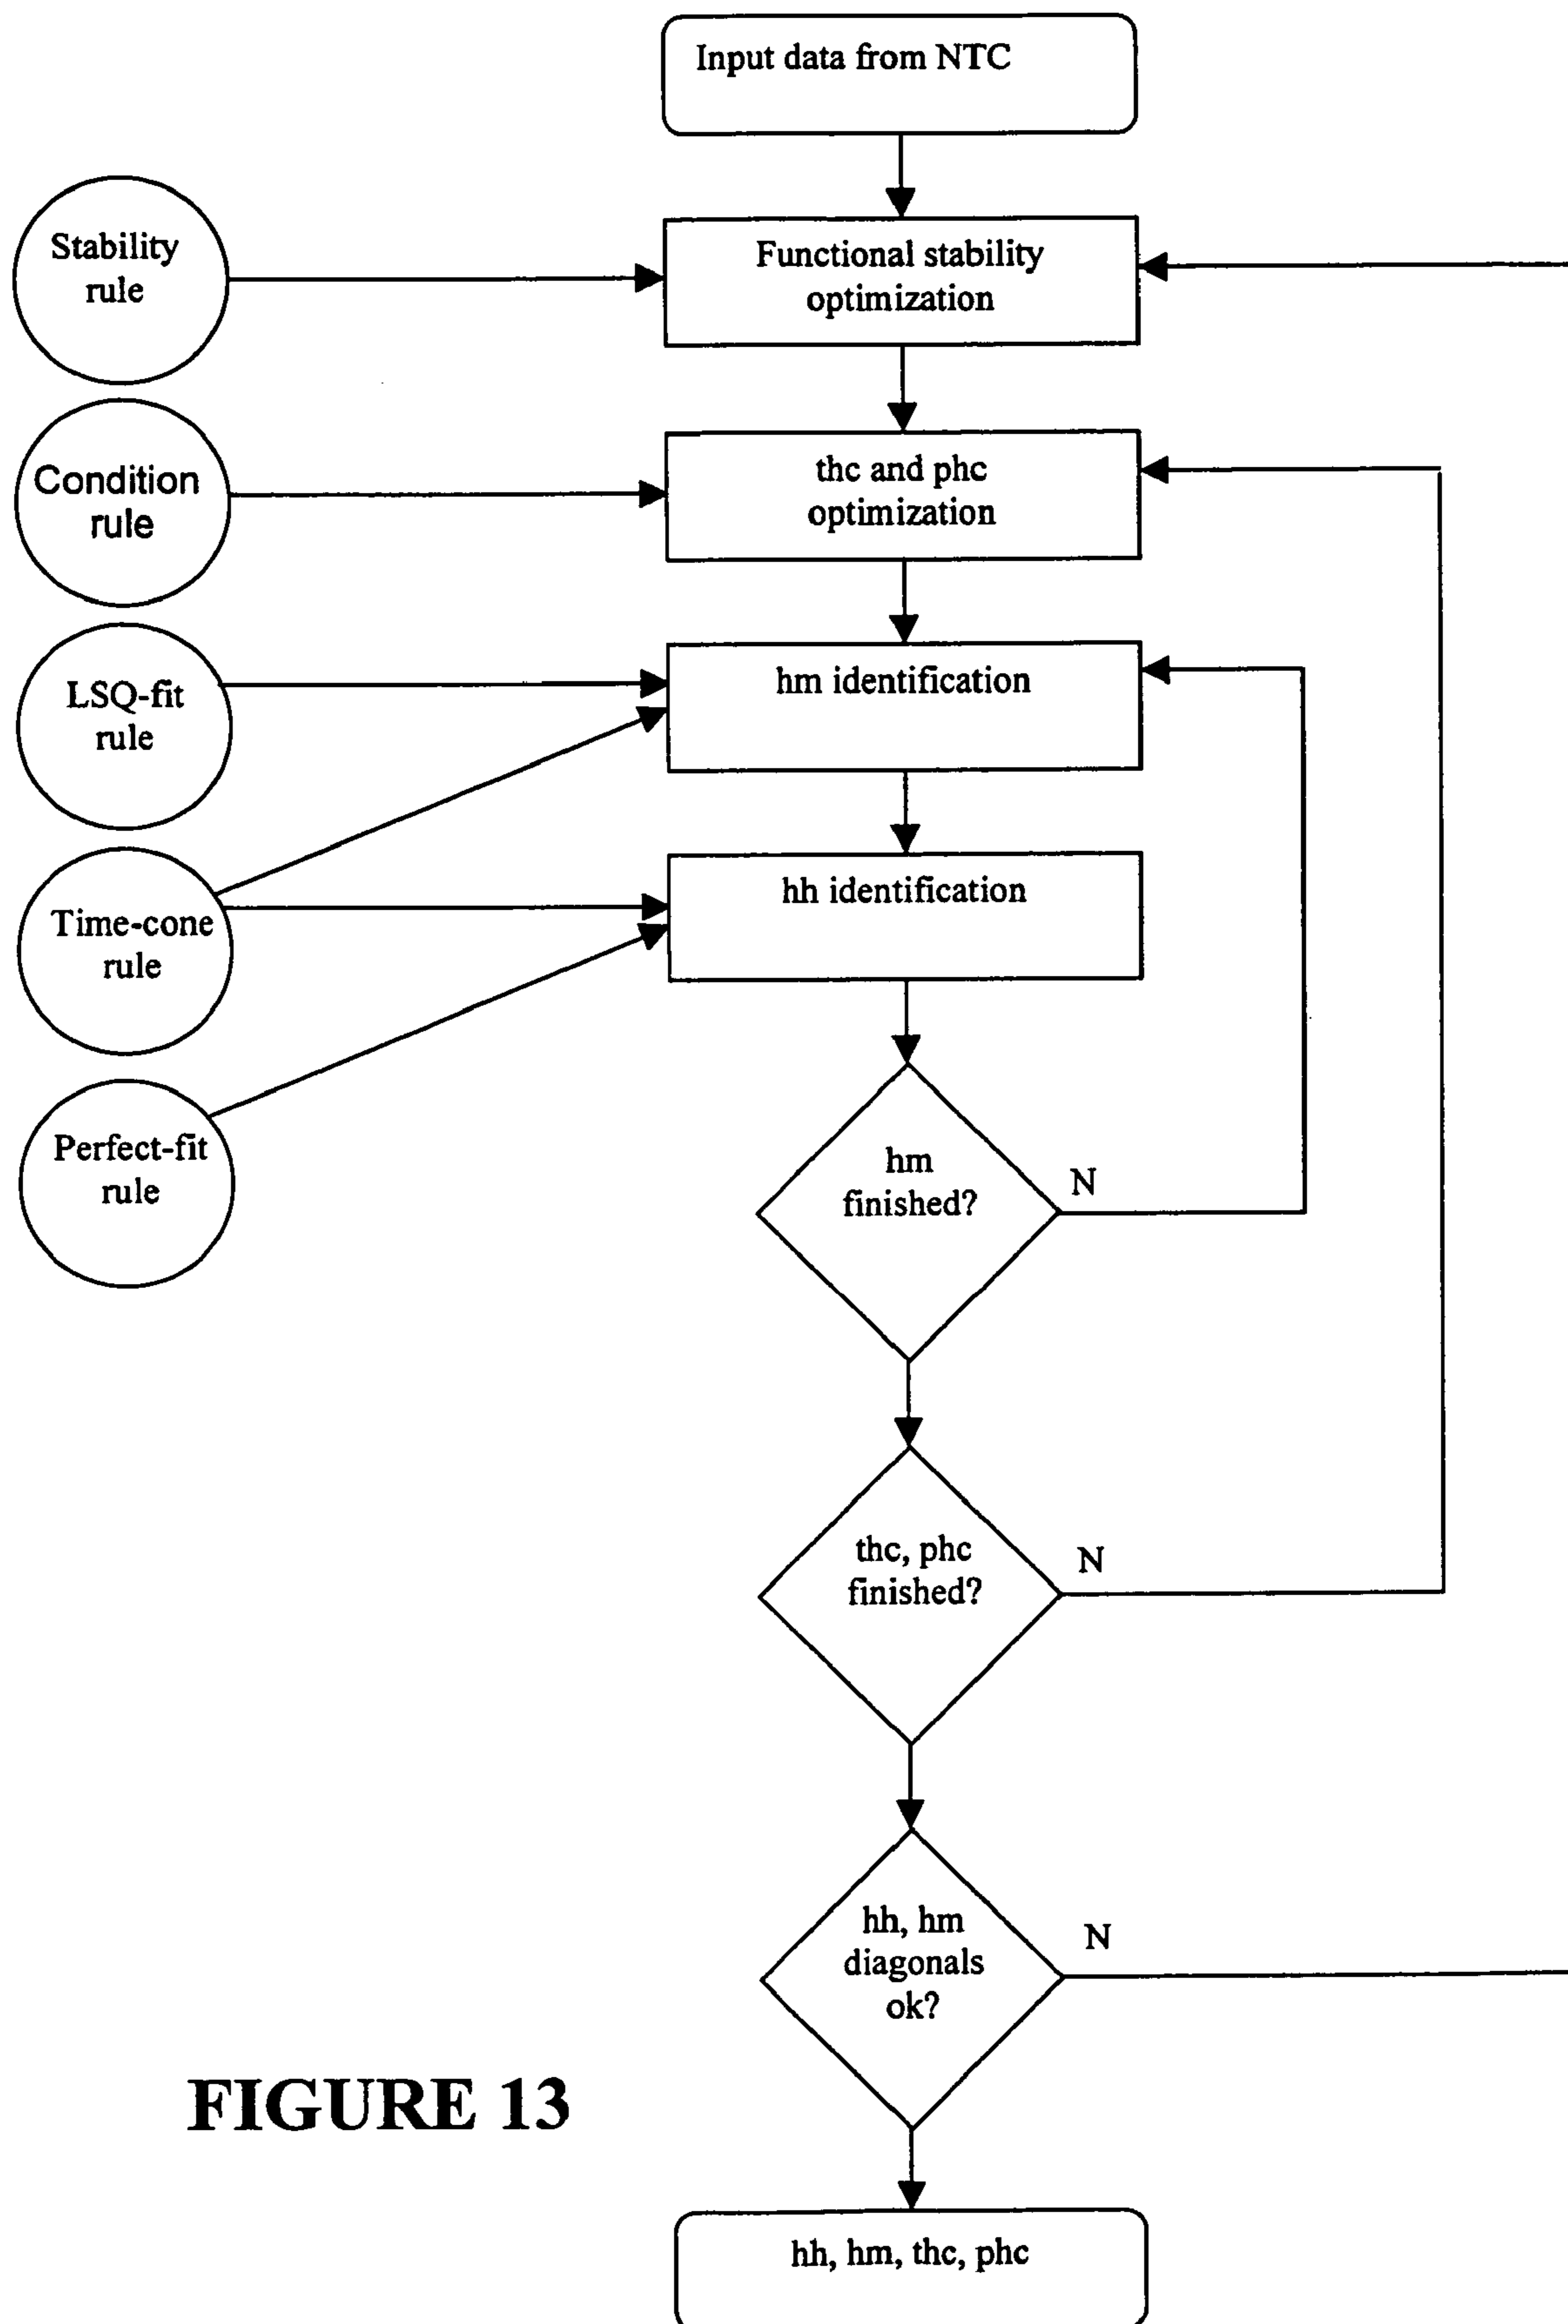 Input data from NTC
Stability
rule
Functional stability
optimization
Condition
rule
thc and phc
optimization
LSQ-fit
rule
hm identification
Time-cone
rule
hh identification
Perfect-fit
rule
hm
finished?
N
thc, phc
finished?
N
hh, hm
diagonals
ok?
N
FIGURE 13
hh, hm, thc, phc